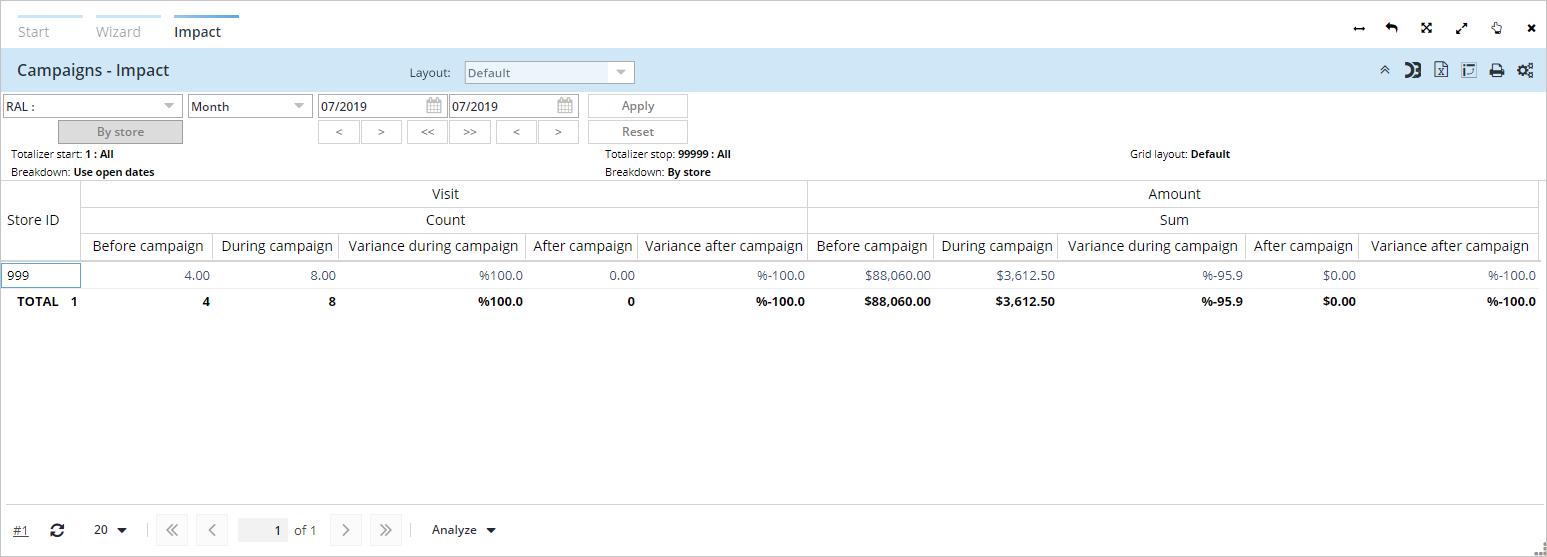 Start Wizard Impact
Campaigns - Impact Layout: Default
RAL : Month 07/2019 07/2019 Apply
By store < > << >> < > Reset
Totalizer start: 1 : All Totalizer stop: 99999 : All Grid layout: Default
Breakdown: Use open dates Breakdown: By store
Store ID Visit Amount
Count Sum
Before campaign During campaign Variance during campaign After campaign Variance after campaign Before campaign During campaign Variance during campaign After campaign Variance after campaign
999 4.00 8.00 %100.0 0.00 %-100.0 $88,060.00 $3,612.50 %-95.9 $0.00 %-100.0
TOTAL 1 4 8 %100.0 0 %-100.0 $88,060.00 $3,612.50 %-95.9 $0.00 %-100.0
#1 20 1 of 1 Analyze